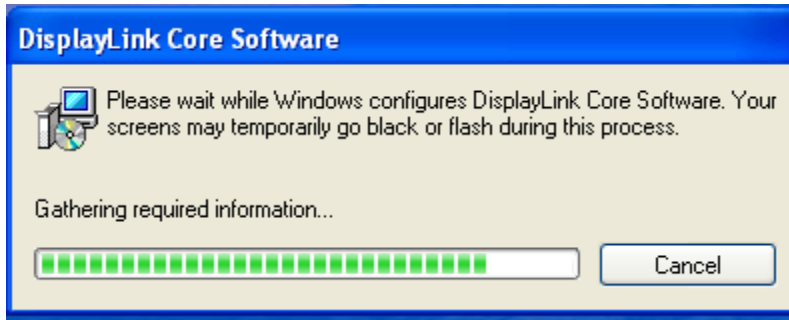 DisplayLink Core Software
Please wait while Windows configures DisplayLink Core Software. Your
screens may temporarily go black or flash during this process.
Gathering required information...
Cancel